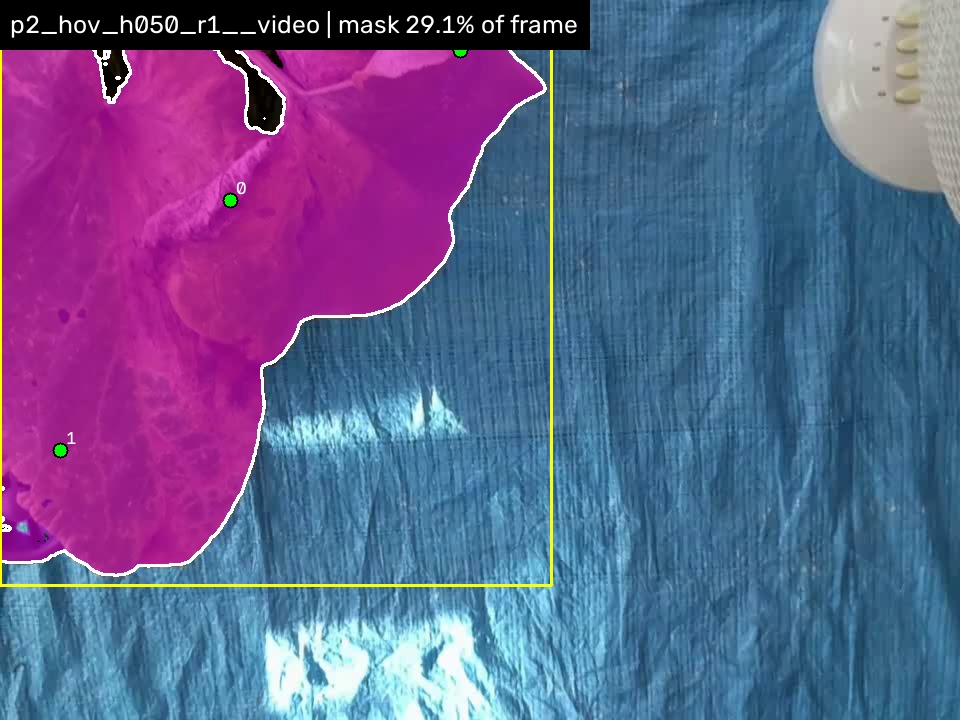 p2_hov_h050_r1__video | mask 29.1% of frame
0
1